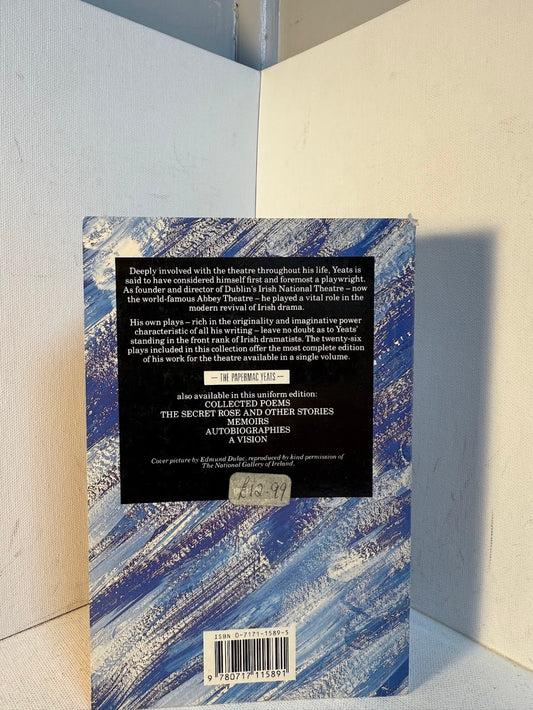 Deeply involved with the theatre throughout his life, Yeats is
said to have considered himself first and foremost a playwright.
As founder and director of Dublin's Irish National Theatre – now
the world-famous Abbey Theatre – he played a vital role in the
modern revival of Irish drama.
His own plays – rich in the originality and imaginative power
characteristic of all his writing – leave no doubt as to Yeats'
standing in the front rank of Irish dramatists. The twenty-six
plays included in this collection offer the most complete edition
of his work for the theatre available in a single volume.
— THE PAPERMAC YEATS —
also available in this uniform edition:
COLLECTED POEMS
THE SECRET ROSE AND OTHER STORIES
MEMOIRS
AUTOBIOGRAPHIES
A VISION
Cover picture by Edmund Dulac, reproduced by kind permission of
The National Gallery of Ireland.
£12.99
ISBN 0-7171-1589-5
9 780717 115891